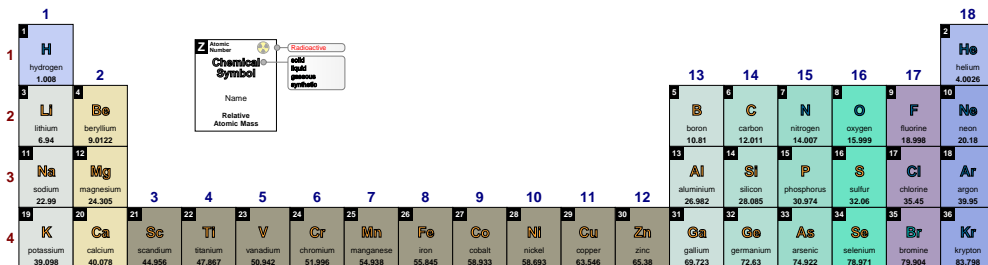 1 18
1 2
1 H He
hydrogen helium
1.008 2 4.0026
13 14 15 16 17
Z Atomic Number Radioactive
Chemical Symbol
solid
liquid
gaseous
synthetic
Name
Relative Atomic Mass
3 4 5 6 7 8 9 10
2 Li Be B C N O F Ne
lithium beryllium boron carbon nitrogen oxygen fluorine neon
6.94 9.0122 10.81 12.011 14.007 15.999 18.998 20.18
11 12 13 14 15 16 17 18
3 Na Mg Al Si P S Cl Ar
sodium magnesium aluminium silicon phosphorus sulfur chlorine argon
22.99 24.305 26.982 28.085 30.974 32.06 35.45 39.95
3 4 5 6 7 8 9 10 11 12
19 20 21 22 23 24 25 26 27 28 29 30 31 32 33 34 35 36
4 K Ca Sc Ti V Cr Mn Fe Co Ni Cu Zn Ga Ge As Se Br Kr
potassium calcium scandium titanium vanadium chromium manganese iron cobalt nickel copper zinc gallium germanium arsenic selenium bromine krypton
39.098 40.078 44.956 47.867 50.942 51.996 54.938 55.845 58.933 58.693 63.546 65.38 69.723 72.63 74.922 78.971 79.904 83.798